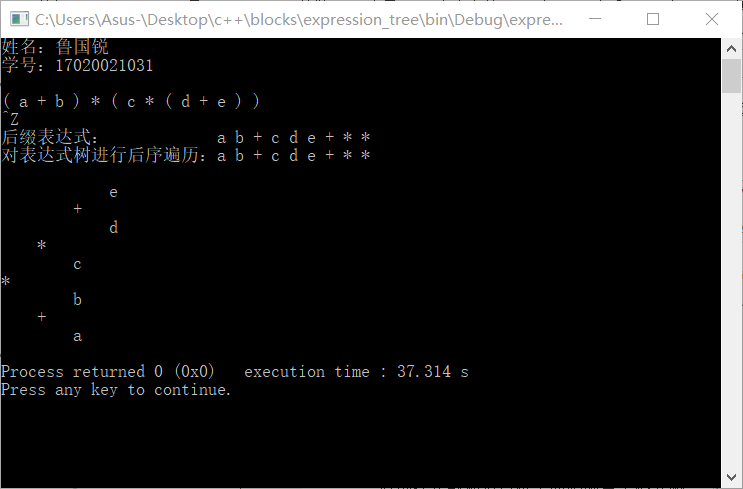 C:\Users\Asus-\Desktop\c++\blocks\expression_tree\bin\Debug\expre...
姓名：鲁国锐
学号：17020021031
( a + b ) * ( c * ( d + e ) )
^Z
后缀表达式： a b + c d e + * *
对表达式树进行后序遍历：a b + c d e + * *
e
+
d
*
c
*
b
+
a
Process returned 0 (0x0) execution time : 37.314 s
Press any key to continue.